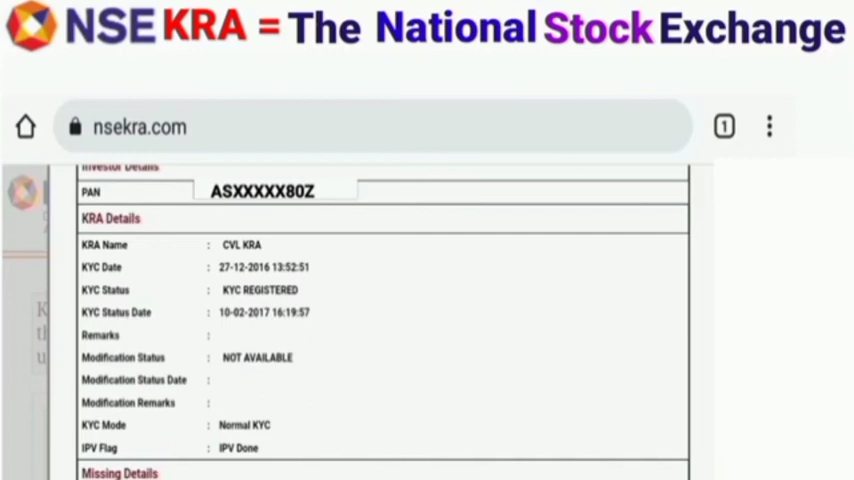 NSE KRA = The National Stock Exchange
1
nsekra.com
Investor Details
PAN ASXXXXX80Z
KRA Details
KRA Name : CVL KRA
KYC Date : 27-12-2016 13:52:51
KYC Status : KYC REGISTERED
KYC Status Date : 10-02-2017 16:19:57
Remarks :
Modification Status : NOT AVAILABLE
Modification Status Date :
Modification Remarks :
KYC Mode : Normal KYC
IPV Flag : IPV Done
Missing Details